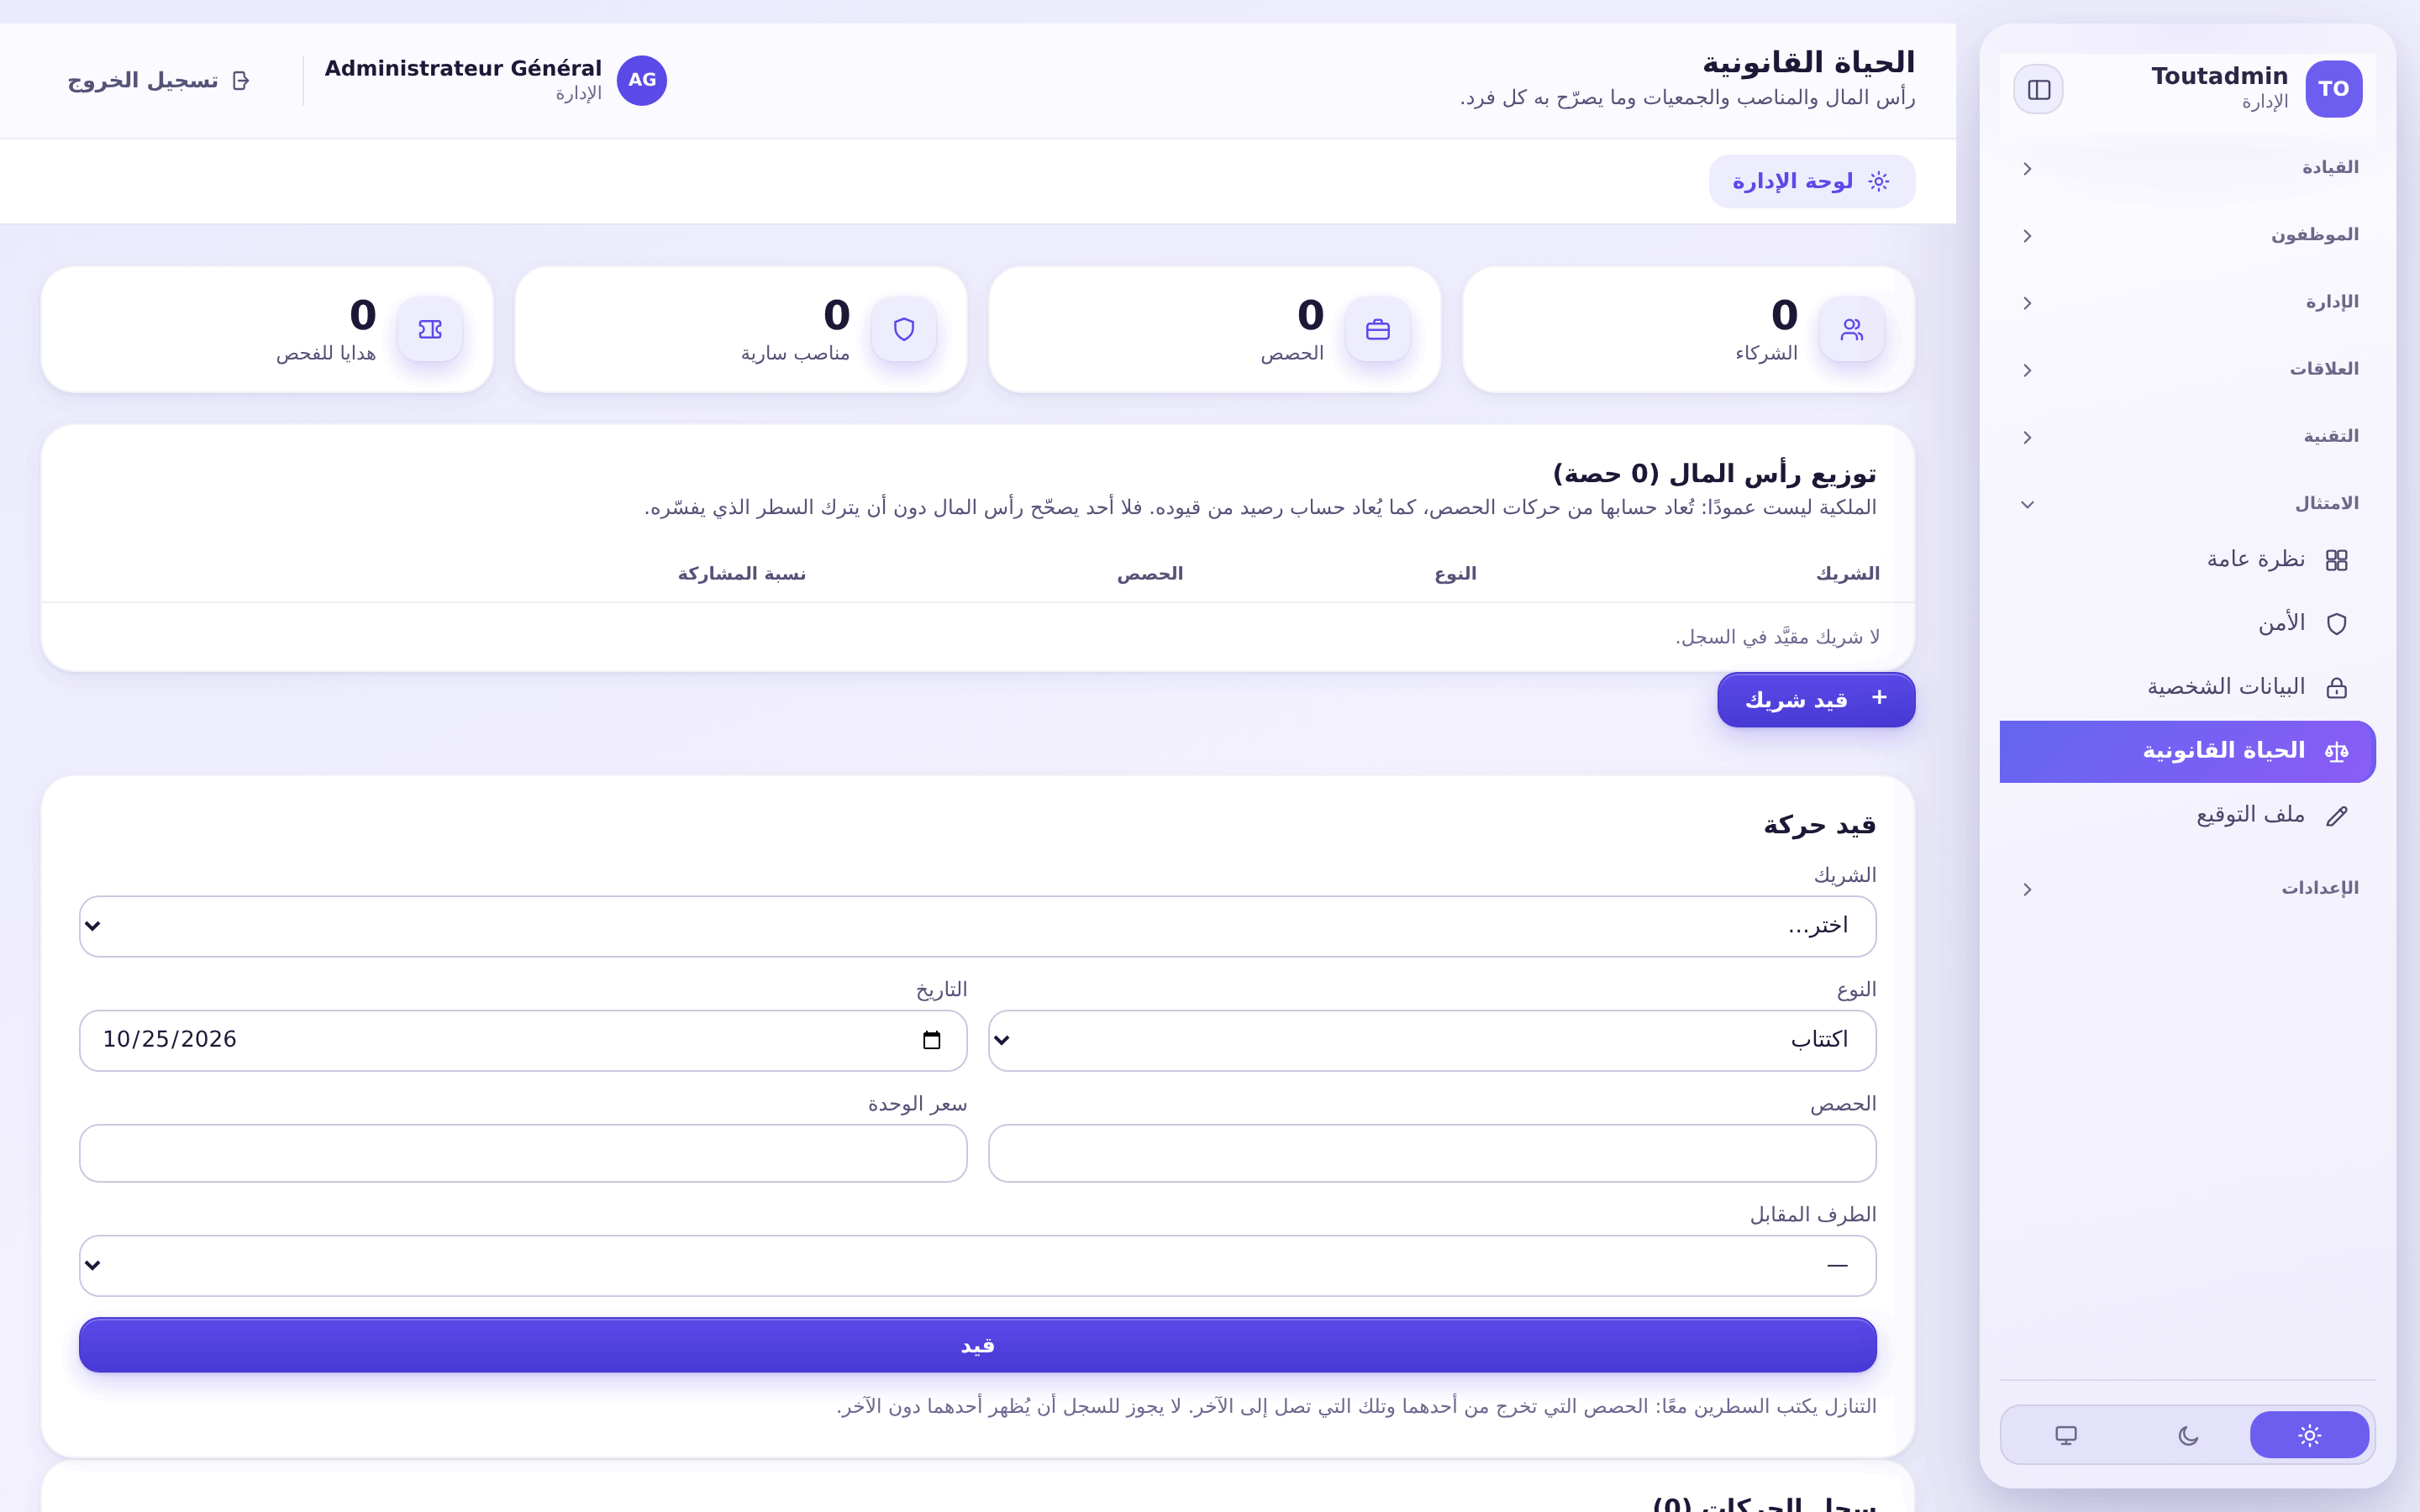 TO
Toutadmin
الإدارة
القيادة
الموظفون
الإدارة
العلاقات
التقنية
الامتثال
نظرة عامة
الأمن
البيانات الشخصية
الحياة القانونية
ملف التوقيع
الإعدادات
الحياة القانونية
رأس المال والمناصب والجمعيات وما يصرّح به كل فرد.
AG
Administrateur Général
الإدارة
تسجيل الخروج
لوحة الإدارة
0
الشركاء
0
الحصص
0
مناصب سارية
0
هدايا للفحص
توزيع رأس المال (0 حصة)
الملكية ليست عمودًا: تُعاد حسابها من حركات الحصص، كما يُعاد حساب رصيد من قيوده. فلا أحد يصحّح رأس المال دون أن يترك السطر الذي يفسّره.
الشريك النوع الحصص نسبة المشاركة
لا شريك مقيَّد في السجل.
+ قيد شريك
قيد حركة
الشريك
اختر...
النوع التاريخ
اكتتاب 10/25/2026
الحصص سعر الوحدة
الطرف المقابل
—
قيد
التنازل يكتب السطرين معًا: الحصص التي تخرج من أحدهما وتلك التي تصل إلى الآخر. لا يجوز للسجل أن يُظهر أحدهما دون الآخر.
سجل الحركات (0)